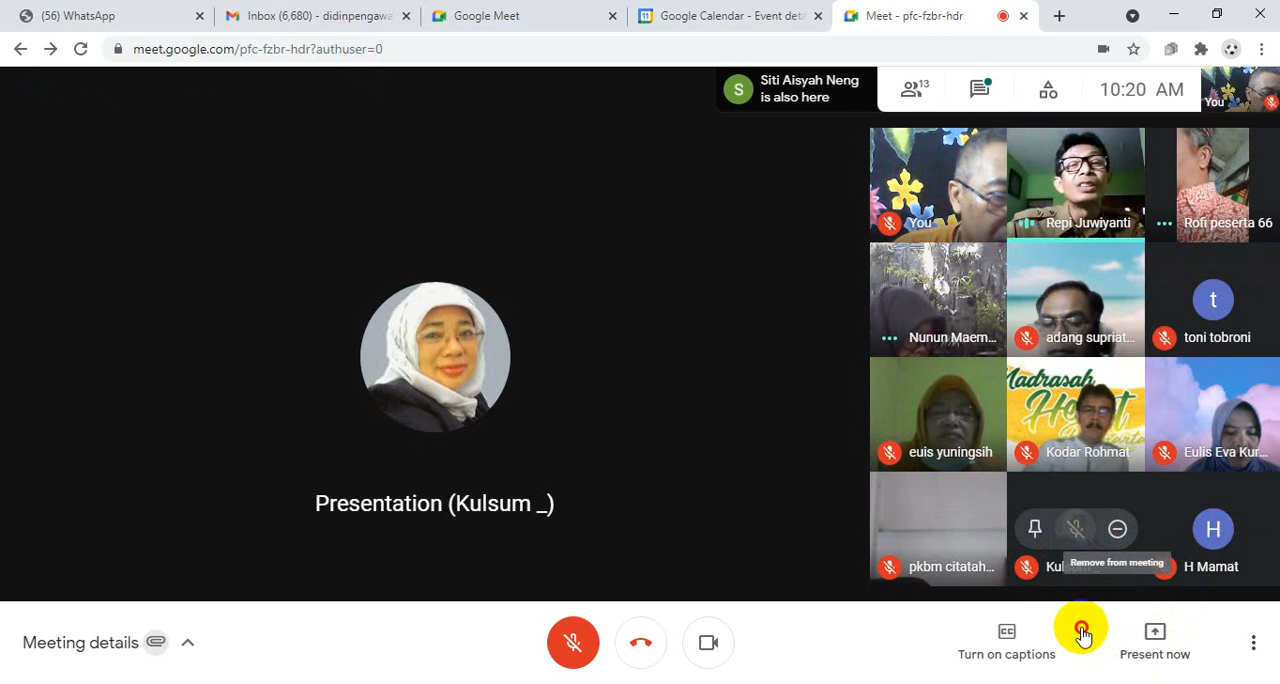 (56) WhatsApp
Inbox (6,680) - didinpengawa
Google Meet
Google Calendar - Event deta
Meet - pfc-fzbr-hdr
meet.google.com/pfc-fzbr-hdr?authuser=0
S
Siti Aisyah Neng
is also here
13
10:20 AM
You
You
Repi Juwiyanti
Rofi peserta 66
Nunun Maem...
adang supriat...
t
toni tobroni
Madrasah
euis yuningsih
Kodar Rohmat
Eulis Eva Kur...
Presentation (Kulsum _)
pkbm citatah...
Remove from meeting
H
H Mamat
Meeting details
CC
Turn on captions
Present now